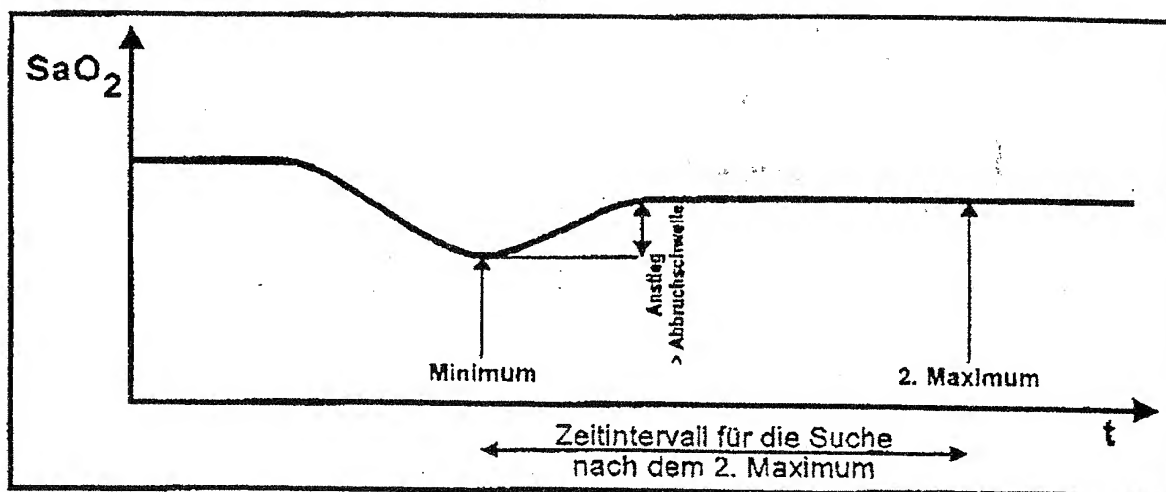 SaO2
Anstieg
> Abbruchschwelle
Minimum
2. Maximum
t
Zeitintervall für die Suche
nach dem 2. Maximum